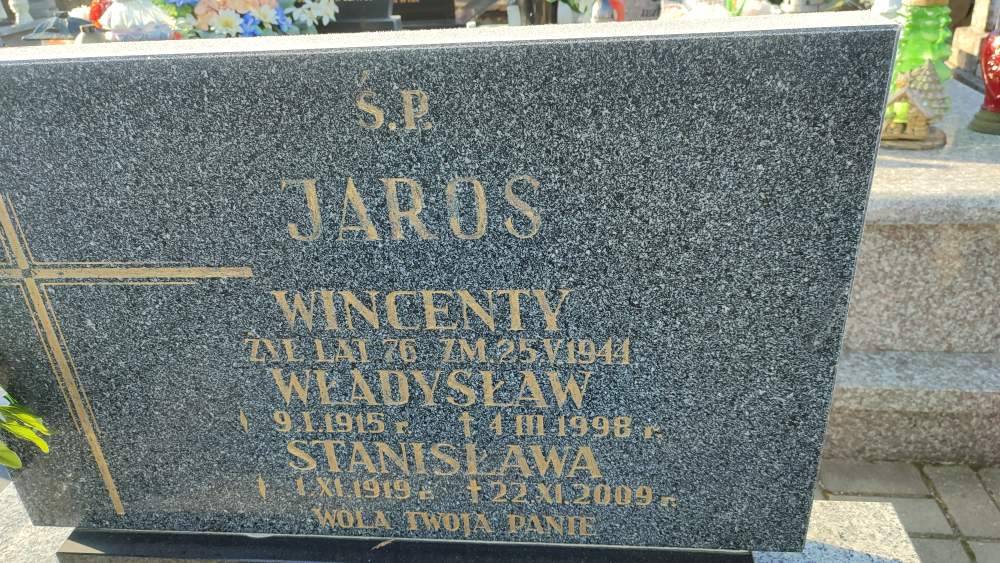 Ś.P.
JAROS
WINCENTY
ŻYŁ LAT 76 ZM. 25 V 1944
WŁADYSŁAW
9.I.1915 r. † 4 III 1998 r.
STANISŁAWA
1.XI.1919 r. † 22.XI.2009 r.
WOLA TWOJA PANIE